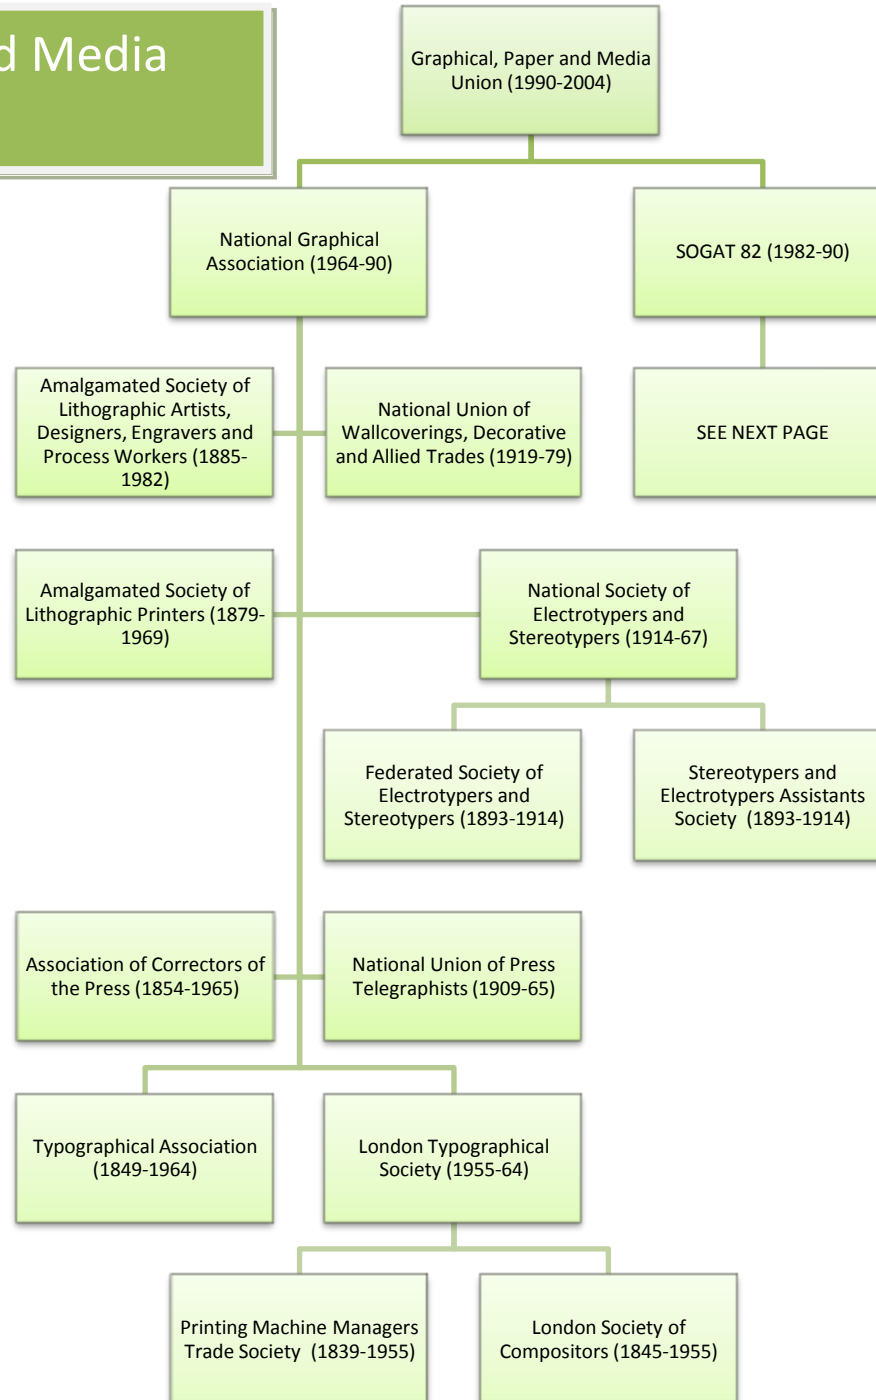 Media
Graphical, Paper and Media
Union (1990-2004)
National Graphical
Association (1964-90)
SOGAT 82 (1982-90)
Amalgamated Society of
Lithographic Artists,
Designers, Engravers and
Process Workers (1885-
1982)
National Union of
Wallcoverings, Decorative
and Allied Trades (1919-79)
SEE NEXT PAGE
Amalgamated Society of
Lithographic Printers (1879-
1969)
National Society of
Electrotypers and
Stereotypers (1914-67)
Federated Society of
Electrotypers and
Stereotypers (1893-1914)
Stereotypers and
Electrotypers Assistants
Society  (1893-1914)
Association of Correctors of
the Press (1854-1965)
National Union of Press
Telegraphists (1909-65)
Typographical Association
(1849-1964)
London Typographical
Society (1955-64)
Printing Machine Managers
Trade Society  (1839-1955)
London Society of
Compositors (1845-1955)